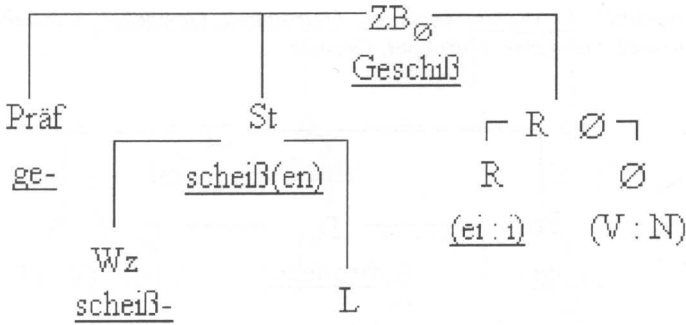 ZB∅
Geschiß
Präf St R ∅
ge- scheiß(en) R ∅
(ei : i) (V : N)
Wz
scheiß- L